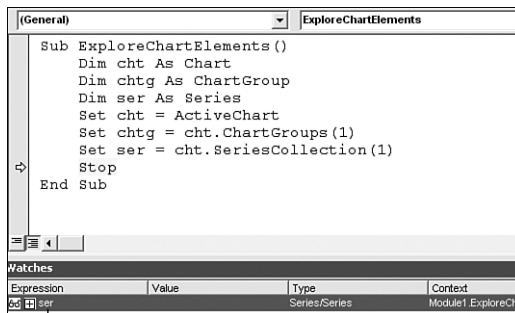 (General)
ExploreChartElements
Sub ExploreChartElements()
Dim cht As Chart
Dim chtg As ChartGroup
Dim ser As Series
Set cht = ActiveChart
Set chtg = cht.ChartGroups(1)
Set ser = cht.SeriesCollection(1)
Stop
End Sub
Watches
Expression Value Type Context
ser Series/Series Module1.ExploreCh